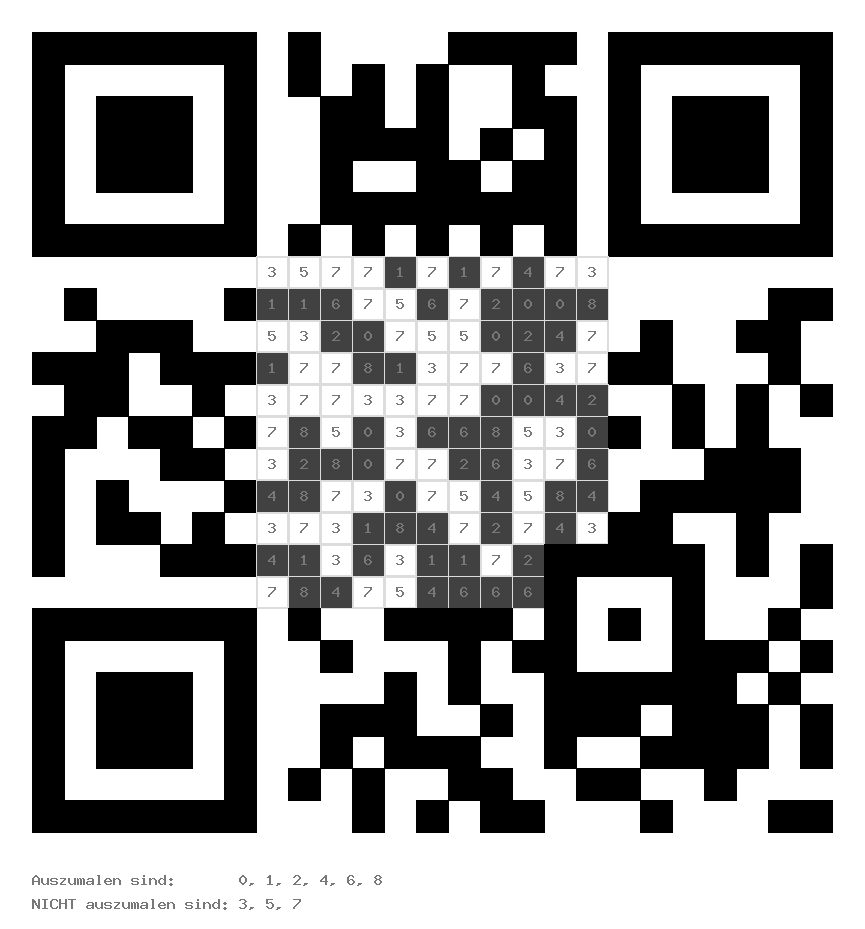 3 5 7 7 1 7 1 7 4 7 3
1 1 6 7 5 6 7 2 0 0 8
5 3 2 0 7 5 5 0 2 4 7
1 7 7 8 1 3 7 7 6 3 7
3 7 7 3 3 7 7 0 0 4 2
7 8 5 0 3 6 6 8 5 3 0
3 2 8 0 7 7 2 6 3 7 6
4 8 7 3 0 7 5 4 5 8 4
3 7 3 1 8 4 7 2 7 4 3
4 1 3 6 3 1 1 7 2
7 8 4 7 5 4 6 6 6
Auszumalen sind: 0, 1, 2, 4, 6, 8
NICHT auszumalen sind: 3, 5, 7